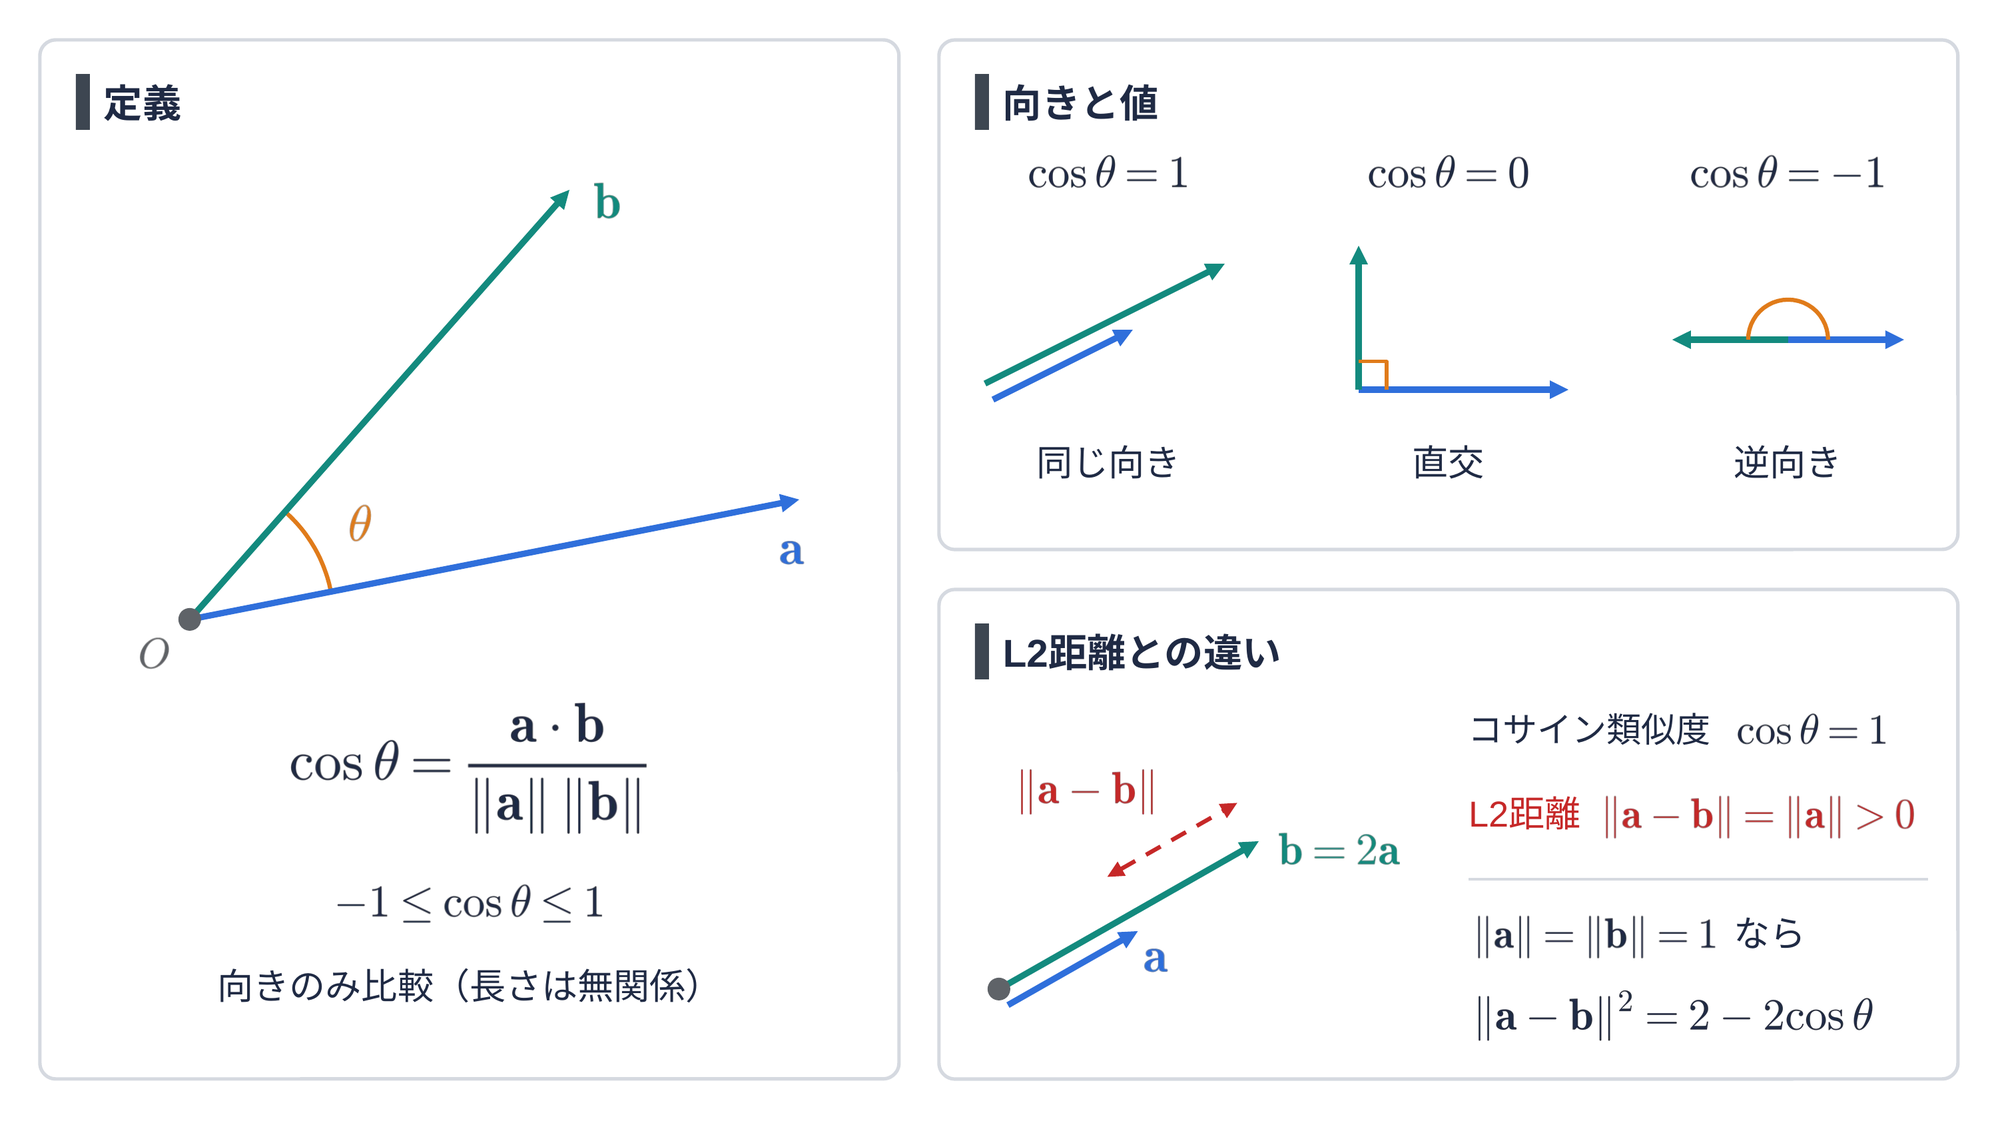 定義
b
θ
a
O
cos θ = a · b / ‖a‖ ‖b‖
−1 ≤ cos θ ≤ 1
向きのみ比較（長さは無関係）
向きと値
cos θ = 1
cos θ = 0
cos θ = −1
同じ向き
直交
逆向き
L2距離との違い
‖a − b‖
b = 2a
a
コサイン類似度 cos θ = 1
L2距離 ‖a − b‖ = ‖a‖ > 0
‖a‖ = ‖b‖ = 1 なら
‖a − b‖² = 2 − 2cos θ